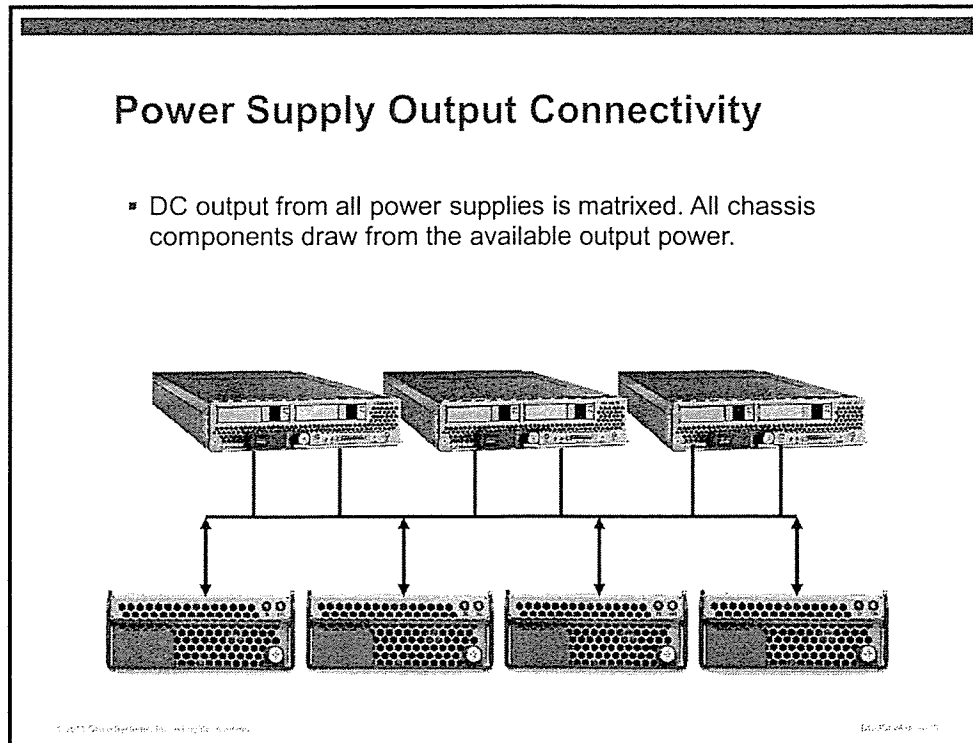 Power Supply Output Connectivity
DC output from all power supplies is matrixed. All chassis
components draw from the available output power.